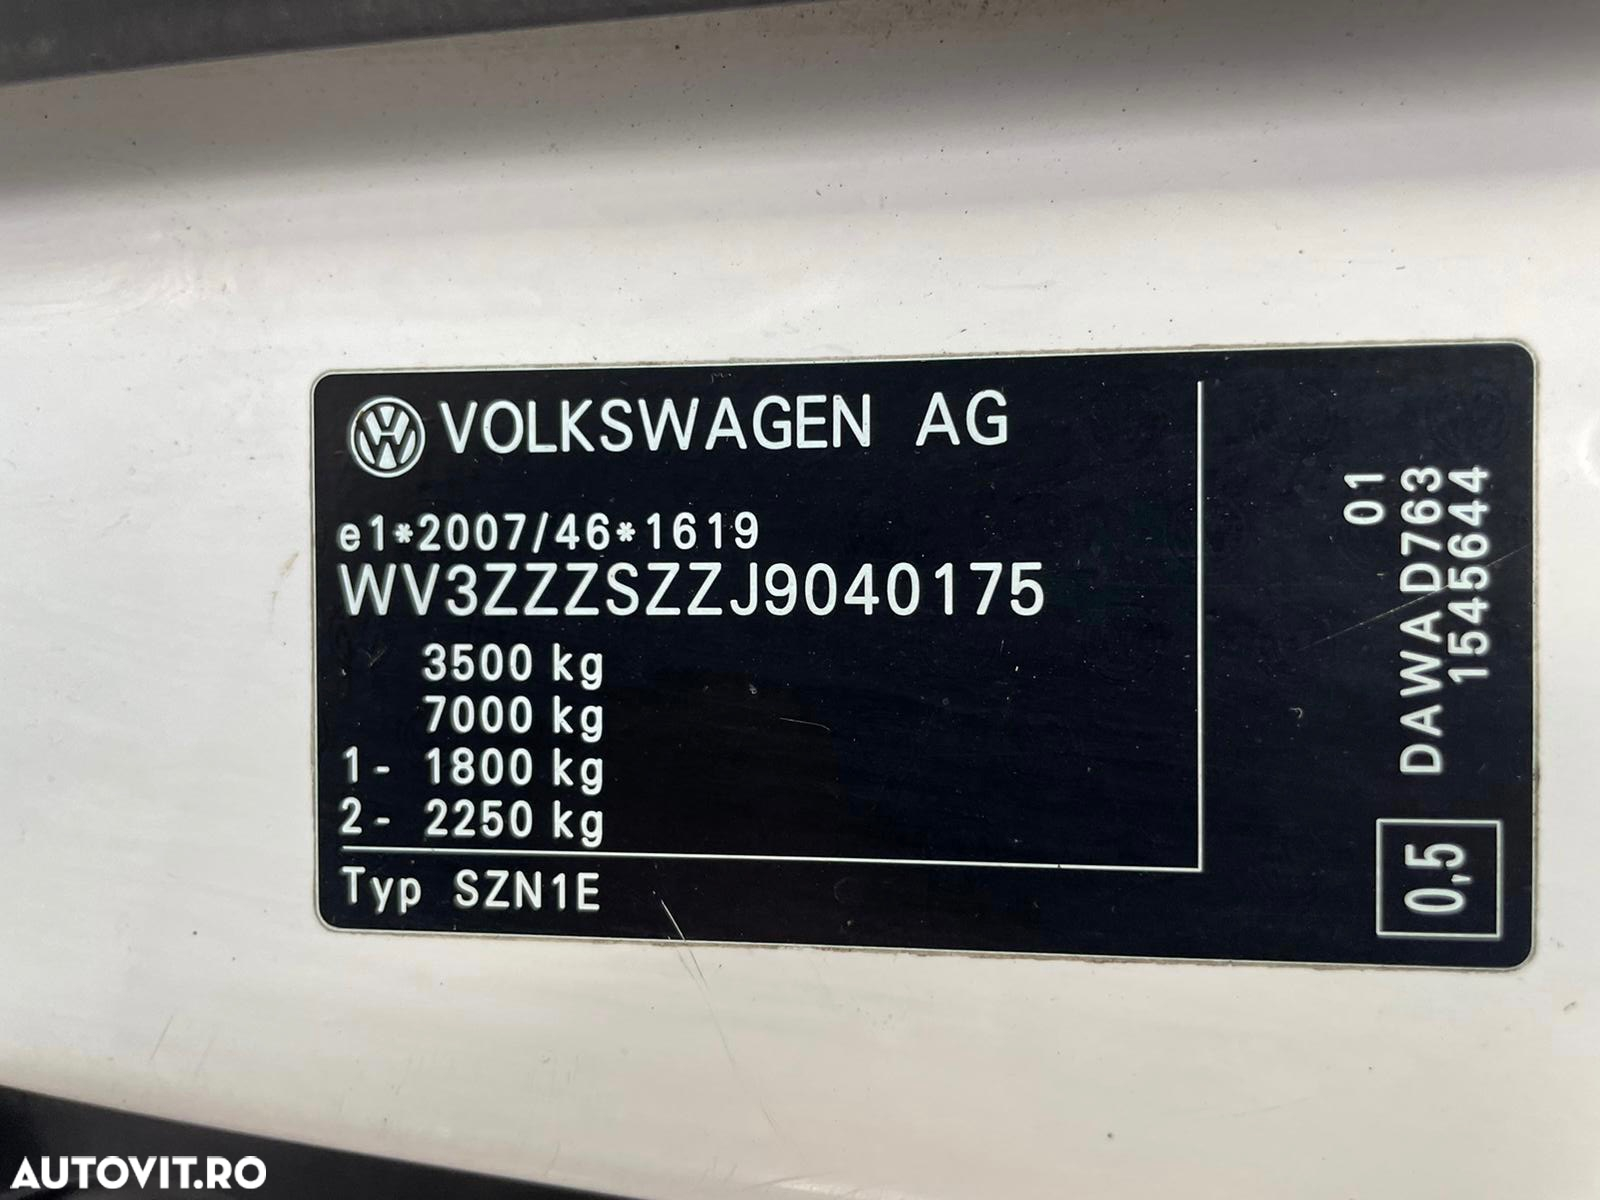 VOLKSWAGEN AG
e1*2007/46*1619
WV3ZZZSZZJ9040175
3500 kg
7000 kg
1- 1800 kg
2- 2250 kg
Typ SZN1E
01
DAWAD763
1545644
0,5
AUTOVIT.RO